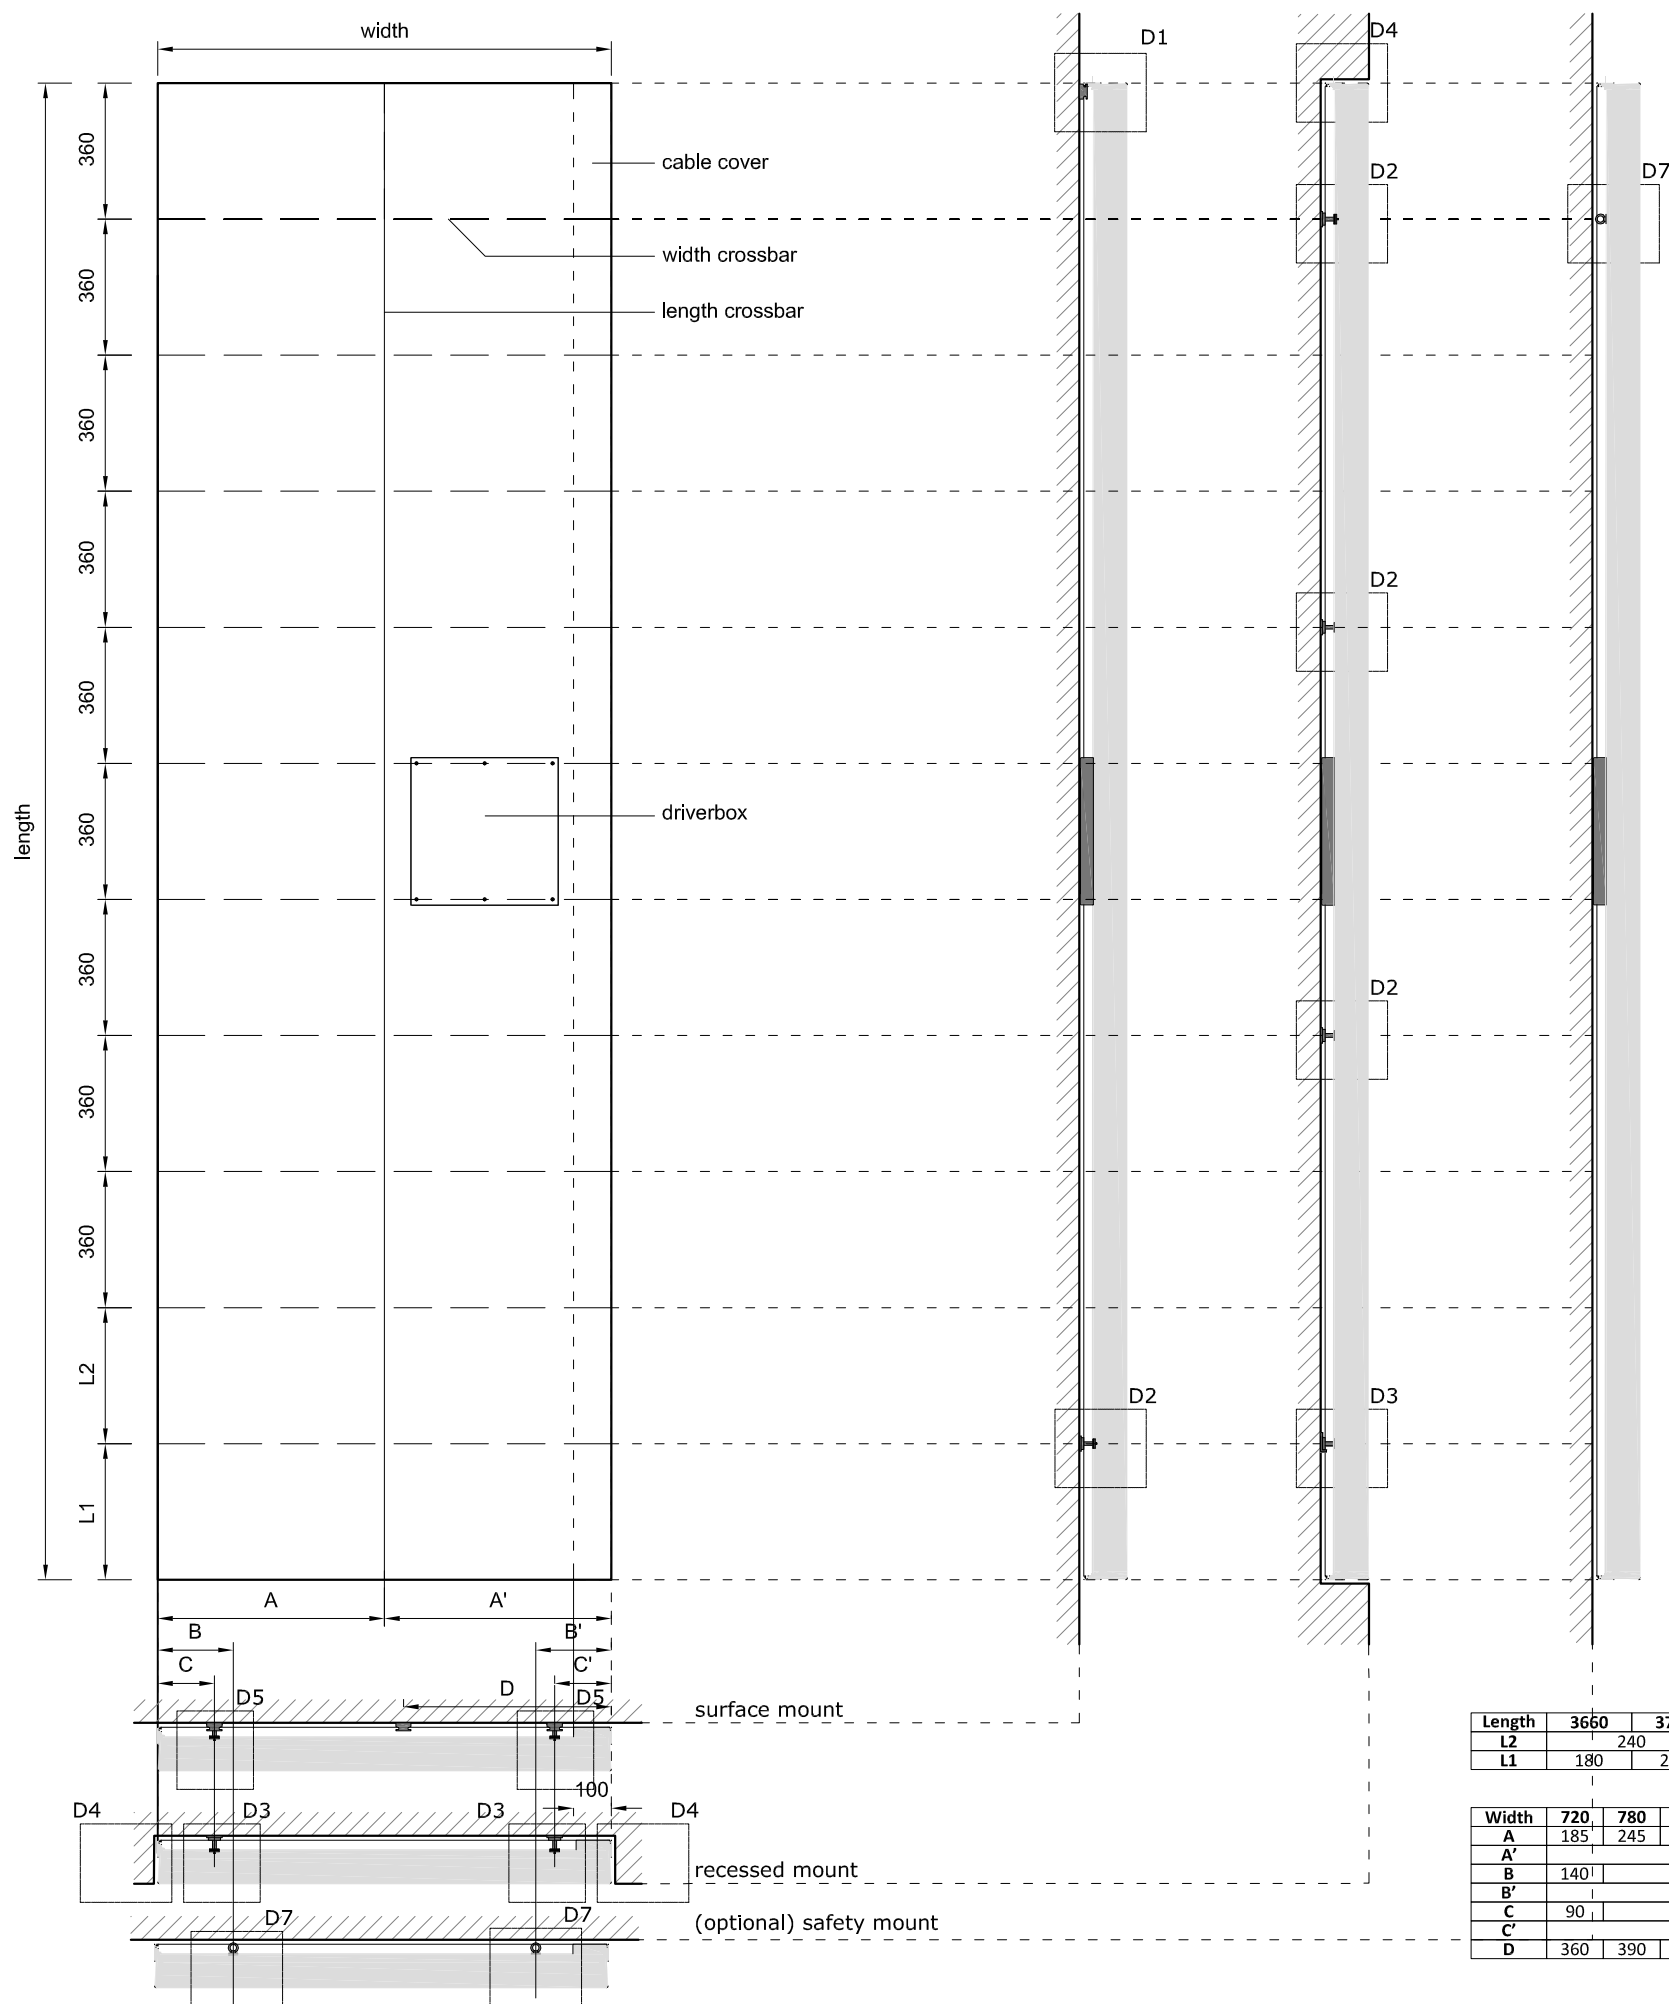 width
D1
D4
360
cable cover
D2
D7
360
width crossbar
length crossbar
360
360
D2
360
length
360
driverbox
360
D2
360
360
L2
D2
D3
L1
A
A'
B
B'
C
C'
D5
D
D5
surface mount
100
D4
D3
D3
D4
recessed mount
D7
D7
(optional) safety mount
Length 3660
L2 240
L1 180
Width 720 780
A 185 245
A'
B 140
B'
C 90
C'
D 360 390